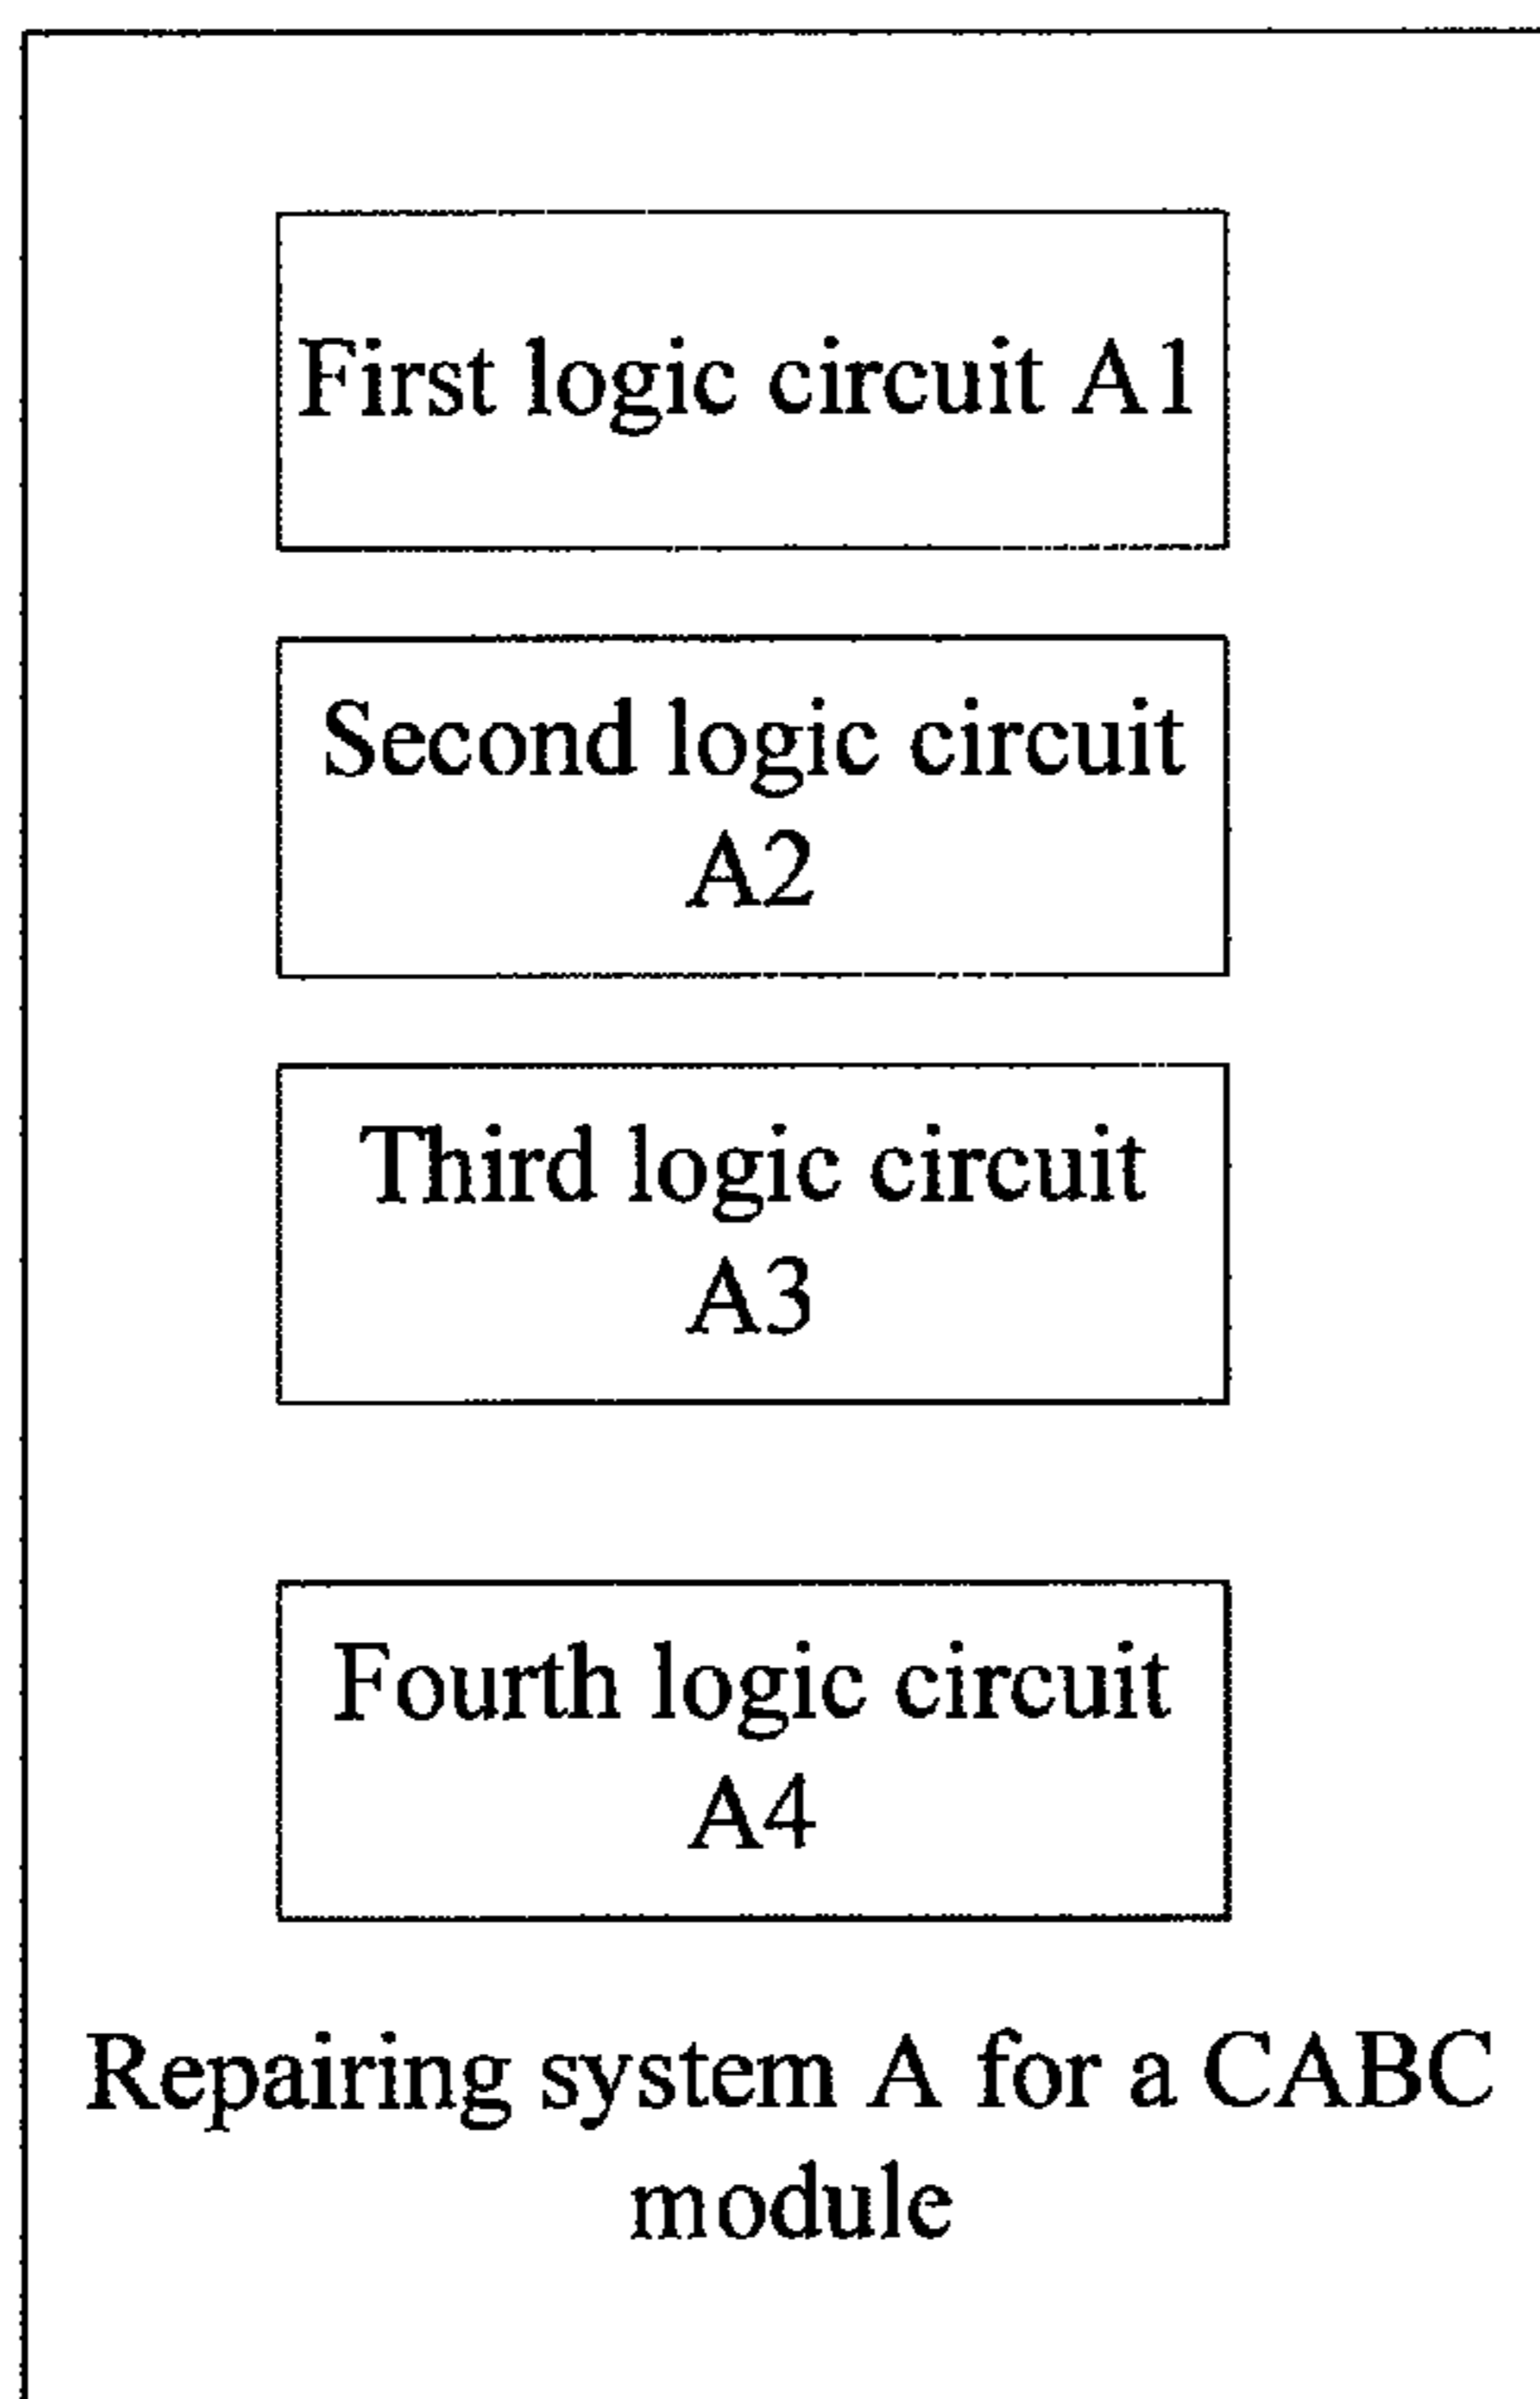 First logic circuit A1
Second logic circuit
A2
Third logic circuit
A3
Fourth logic circuit
A4
Repairing system A for a CABC
module